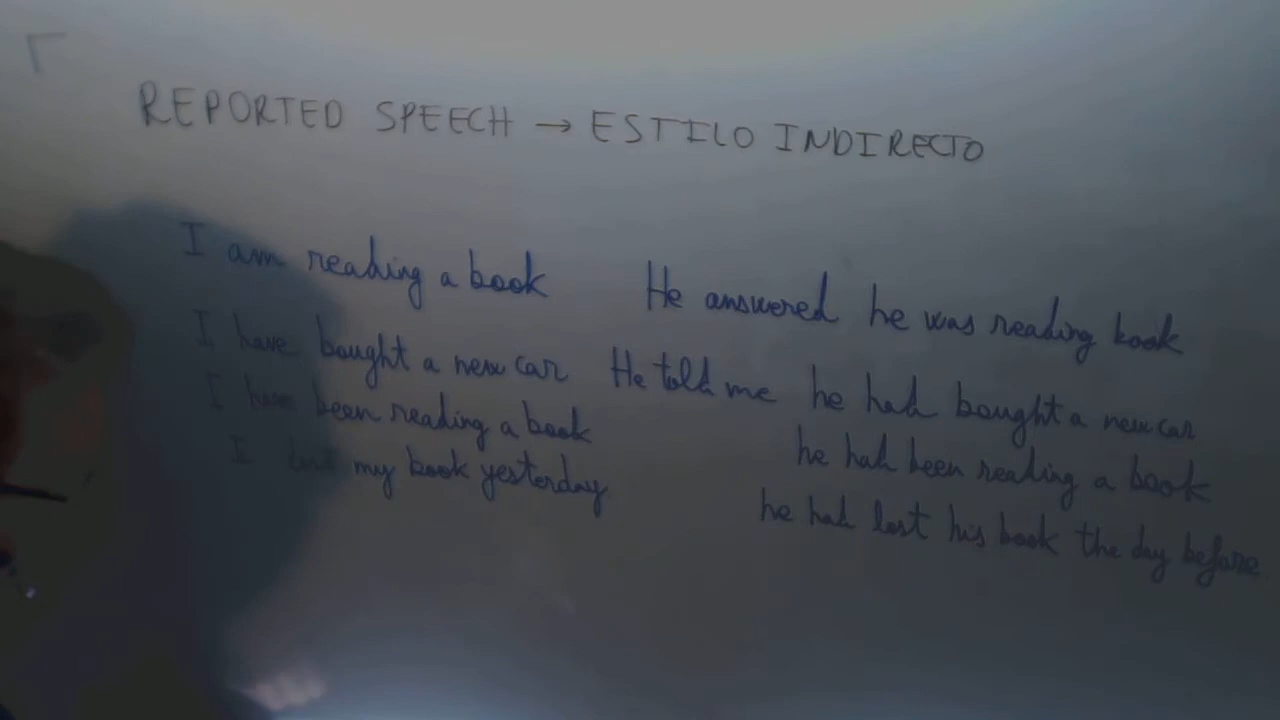 REPORTED SPEECH → ESTILO INDIRECTO
I am reading a book He answered he was reading book
I have bought a new car He told me he had bought a new car
I have been reading a book he had been reading a book
I lost my book yesterday he had lost his book the day before